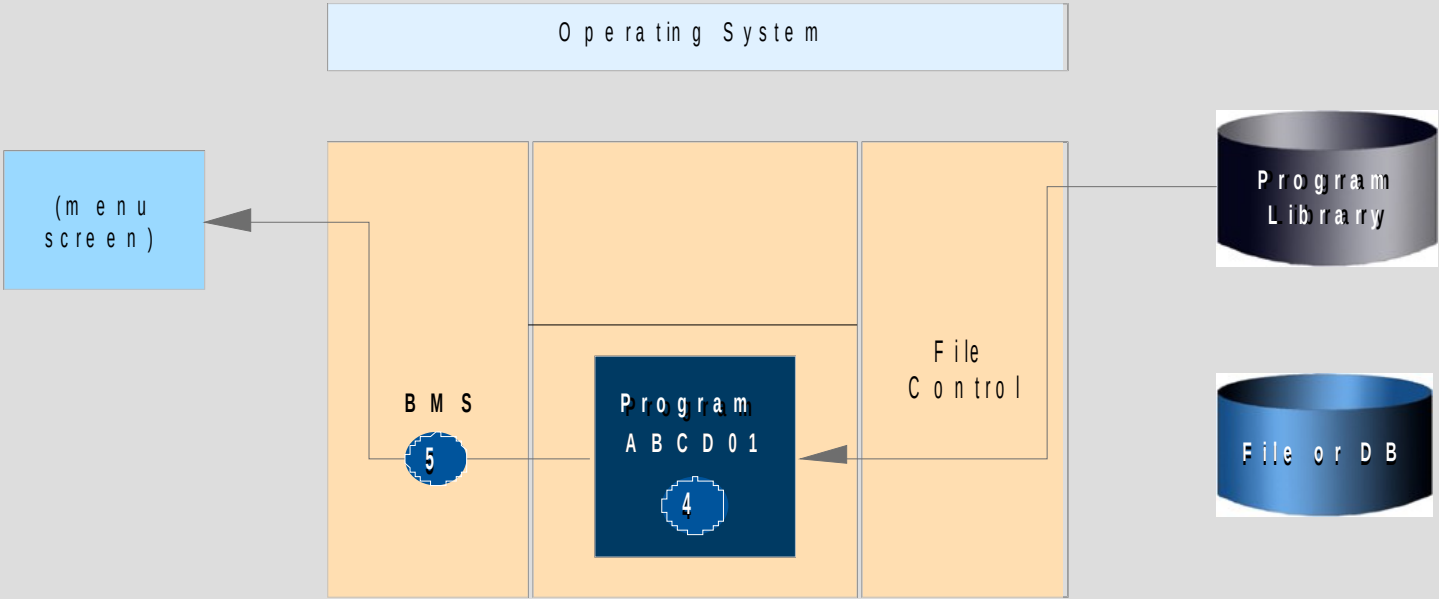 Operating System
(menu
screen)
Program
Library
File
Control
BMS
5
Program
ABCD01
4
File or DB